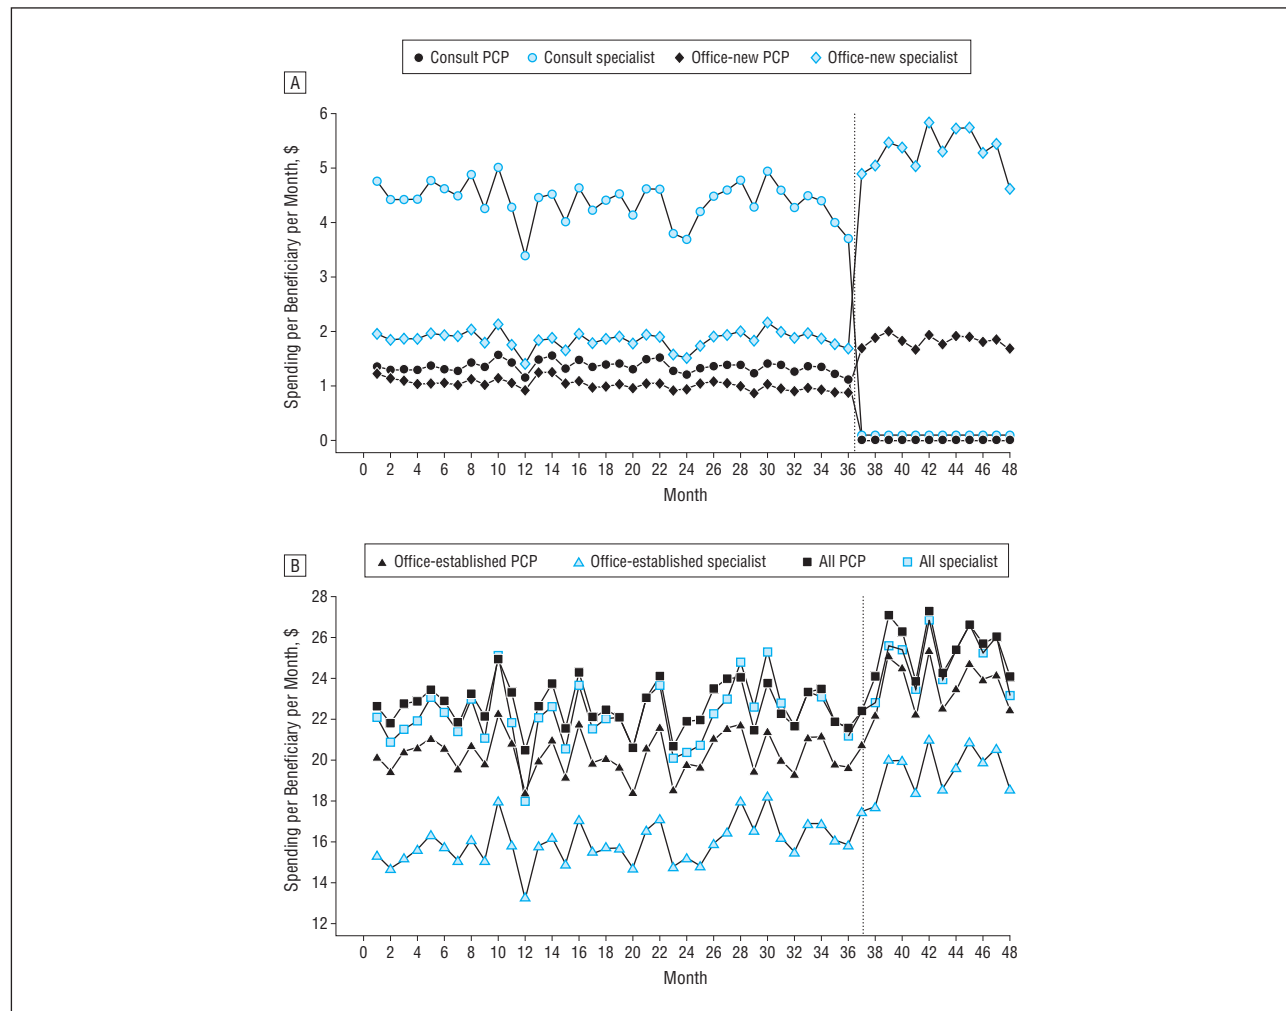 Consult PCP Consult specialist Office-new PCP Office-new specialist
A
Spending per Beneficiary per Month, $
6
5
4
3
2
1
0
0 2 4 6 8 10 12 14 16 18 20 22 24 26 28 30 32 34 36 38 40 42 44 46 48
Month
B
Office-established PCP Office-established specialist All PCP All specialist
Spending per Beneficiary per Month, $
28
26
24
22
20
18
16
14
12
0 2 4 6 8 10 12 14 16 18 20 22 24 26 28 30 32 34 36 38 40 42 44 46 48
Month